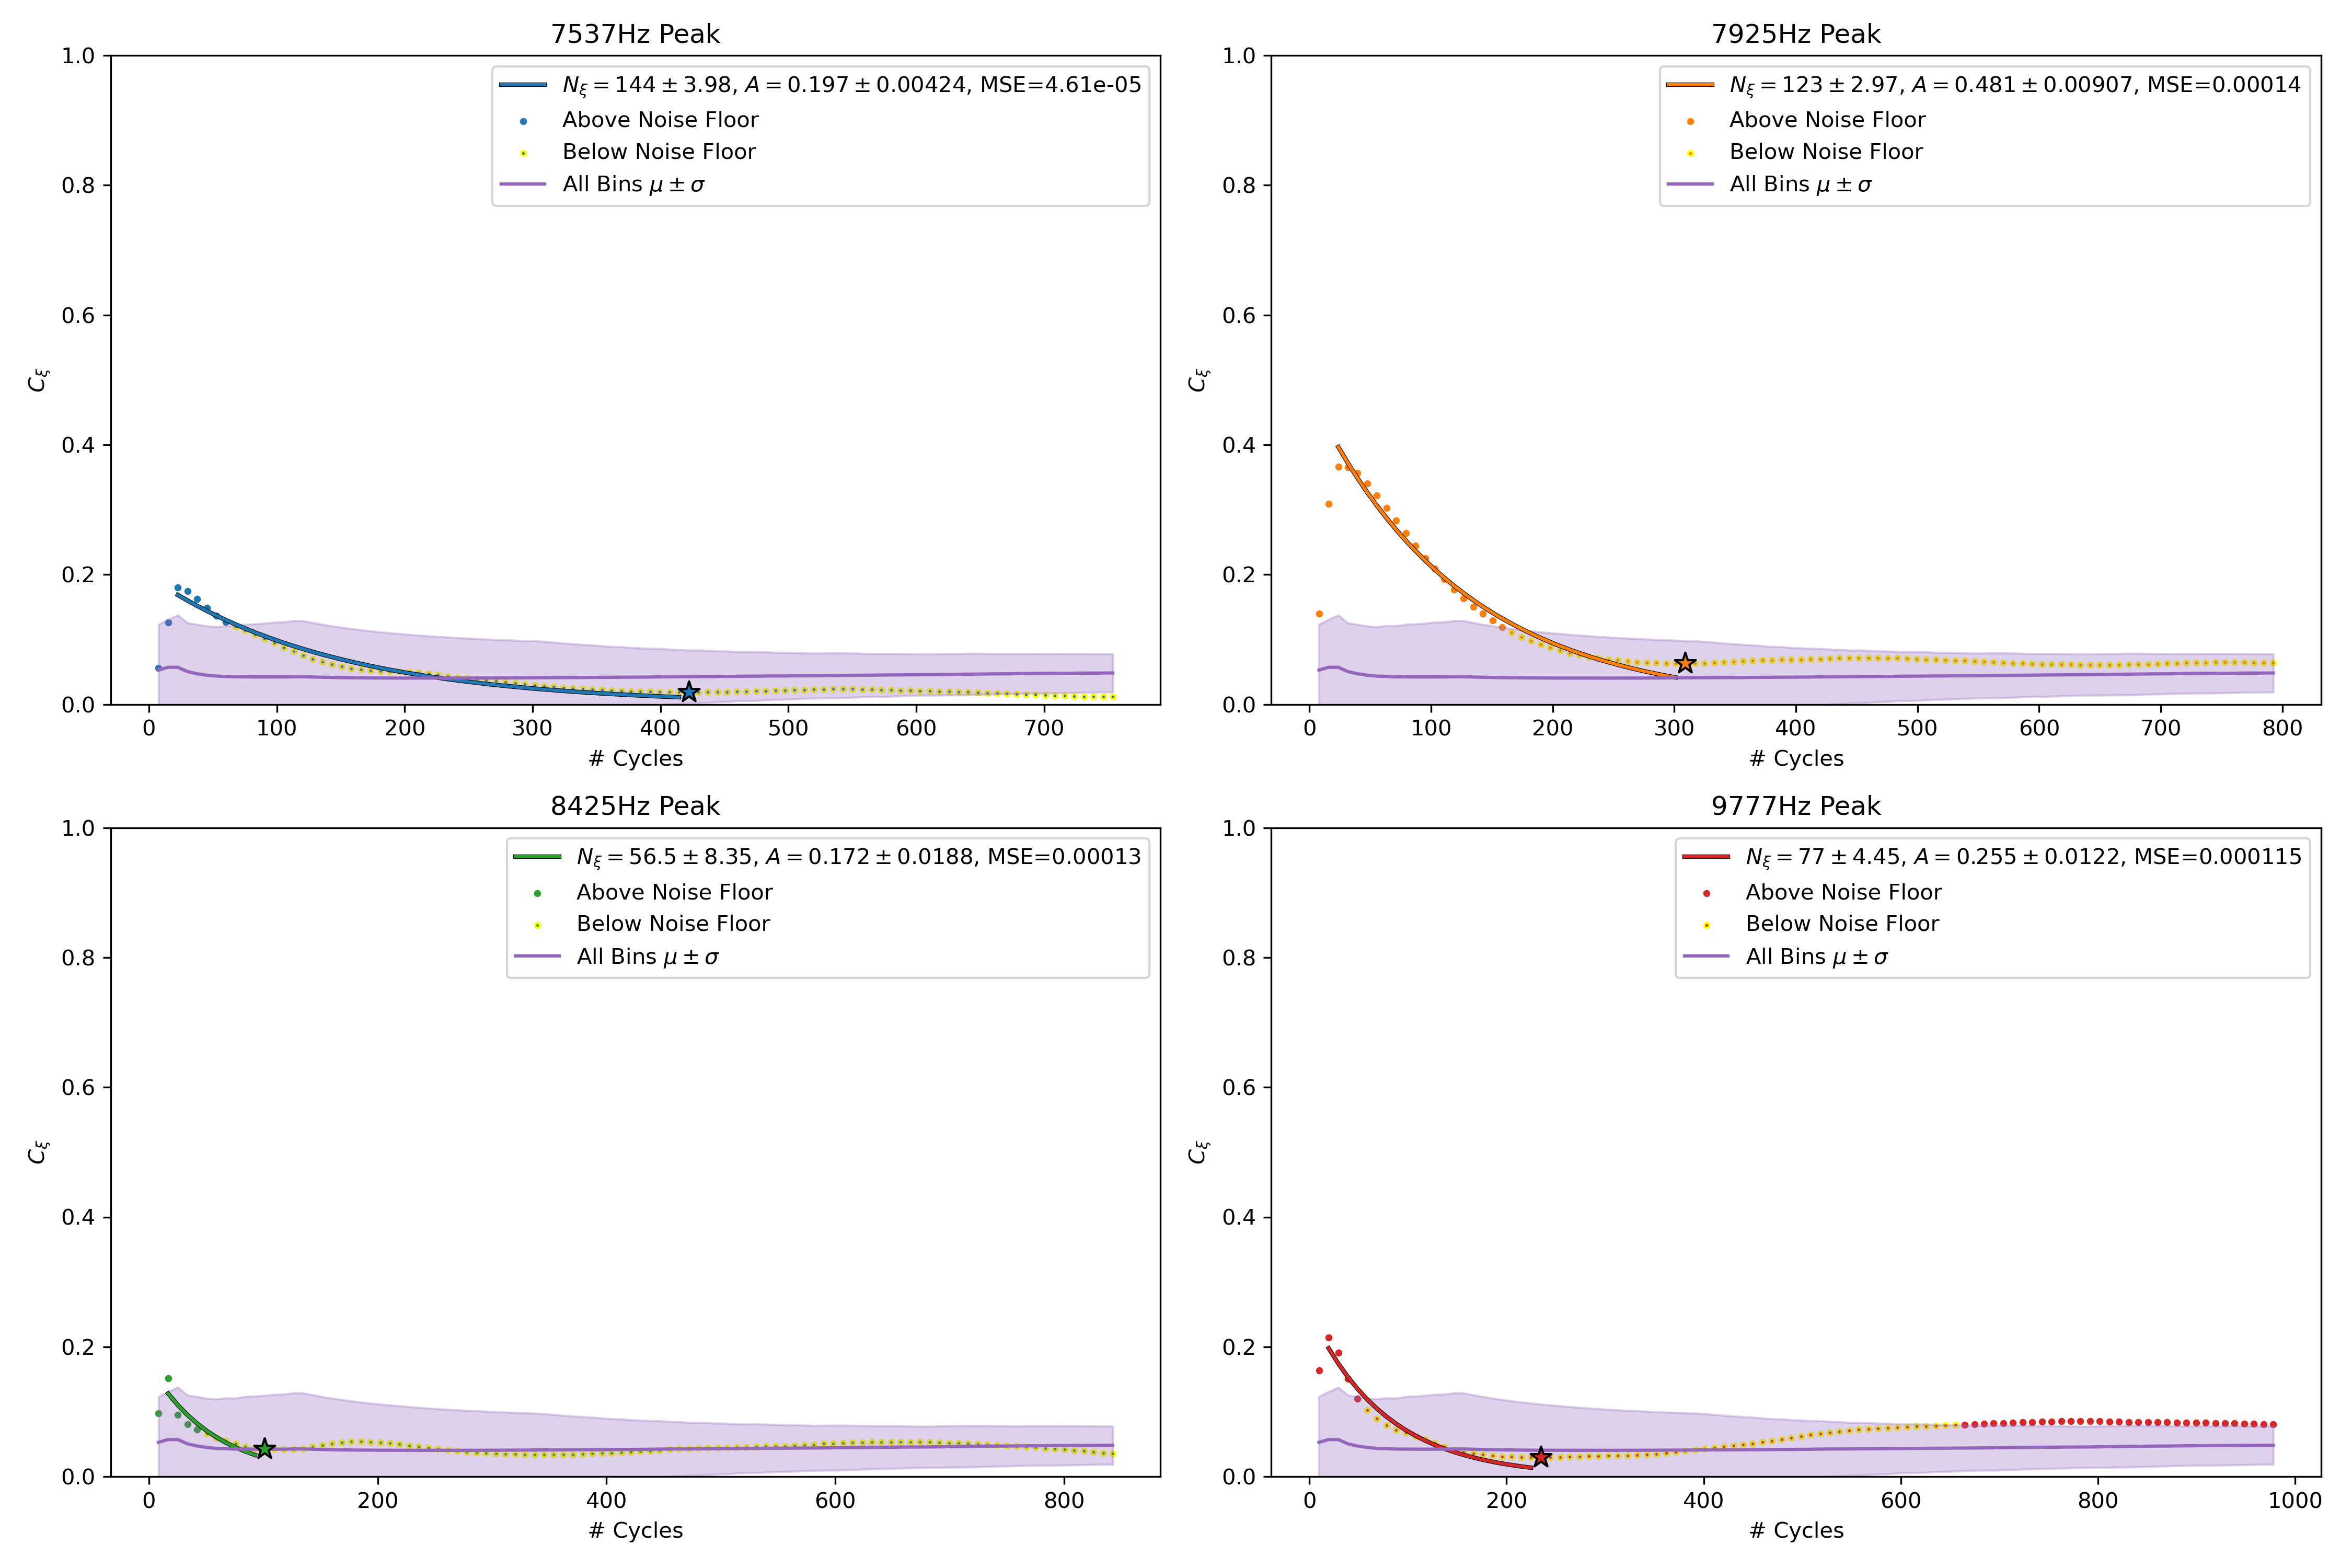 7537Hz Peak
1.0
0.8
0.6
0.4
0.2
0.0
Cξ
Nξ = 144 ± 3.98, A = 0.197 ± 0.00424, MSE=4.61e-05
Above Noise Floor
Below Noise Floor
All Bins μ ± σ
0 100 200 300 400 500 600 700
# Cycles
7925Hz Peak
1.0
0.8
0.6
0.4
0.2
0.0
Cξ
Nξ = 123 ± 2.97, A = 0.481 ± 0.00907, MSE=0.00014
Above Noise Floor
Below Noise Floor
All Bins μ ± σ
0 100 200 300 400 500 600 700 800
# Cycles
8425Hz Peak
1.0
0.8
0.6
0.4
0.2
0.0
Cξ
Nξ = 56.5 ± 8.35, A = 0.172 ± 0.0188, MSE=0.00013
Above Noise Floor
Below Noise Floor
All Bins μ ± σ
0 200 400 600 800
# Cycles
9777Hz Peak
1.0
0.8
0.6
0.4
0.2
0.0
Cξ
Nξ = 77 ± 4.45, A = 0.255 ± 0.0122, MSE=0.000115
Above Noise Floor
Below Noise Floor
All Bins μ ± σ
0 200 400 600 800 1000
# Cycles